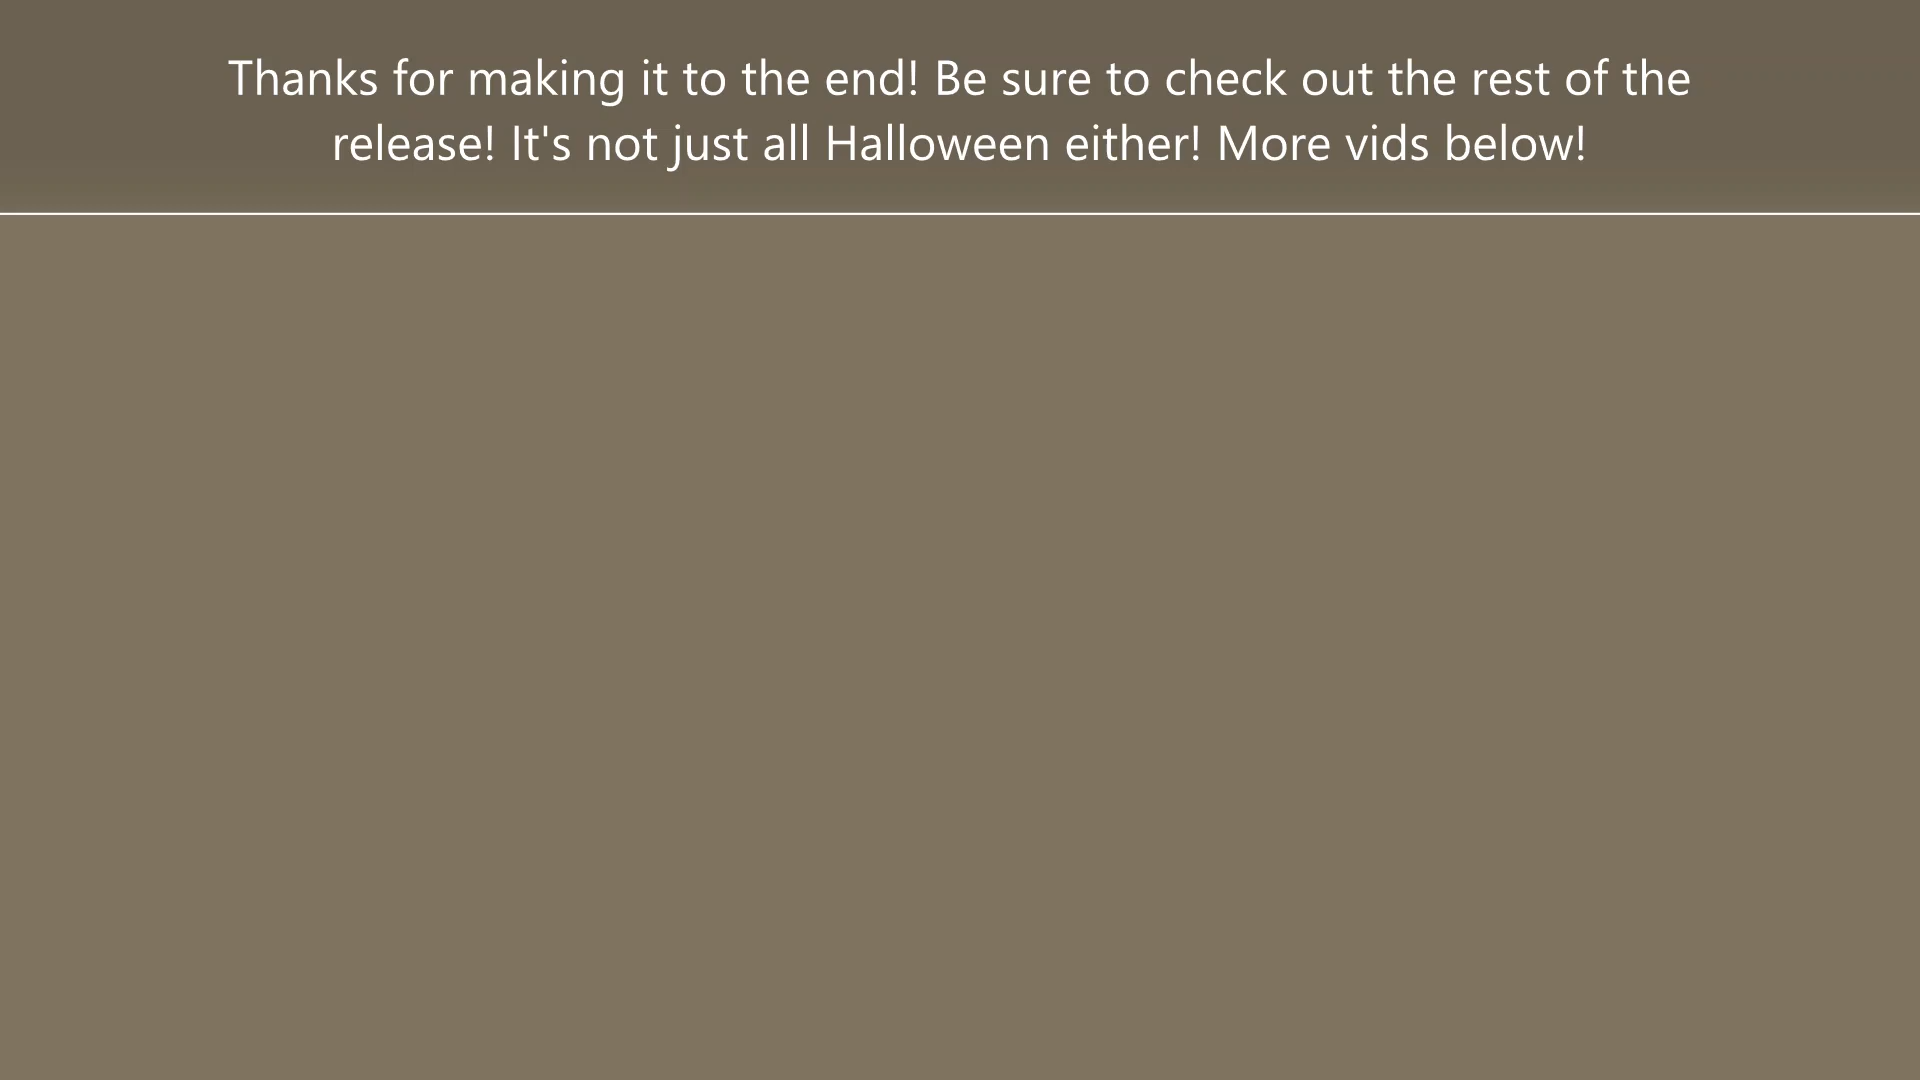 Thanks for making it to the end! Be sure to check out the rest of the
release! It's not just all Halloween either! More vids below!